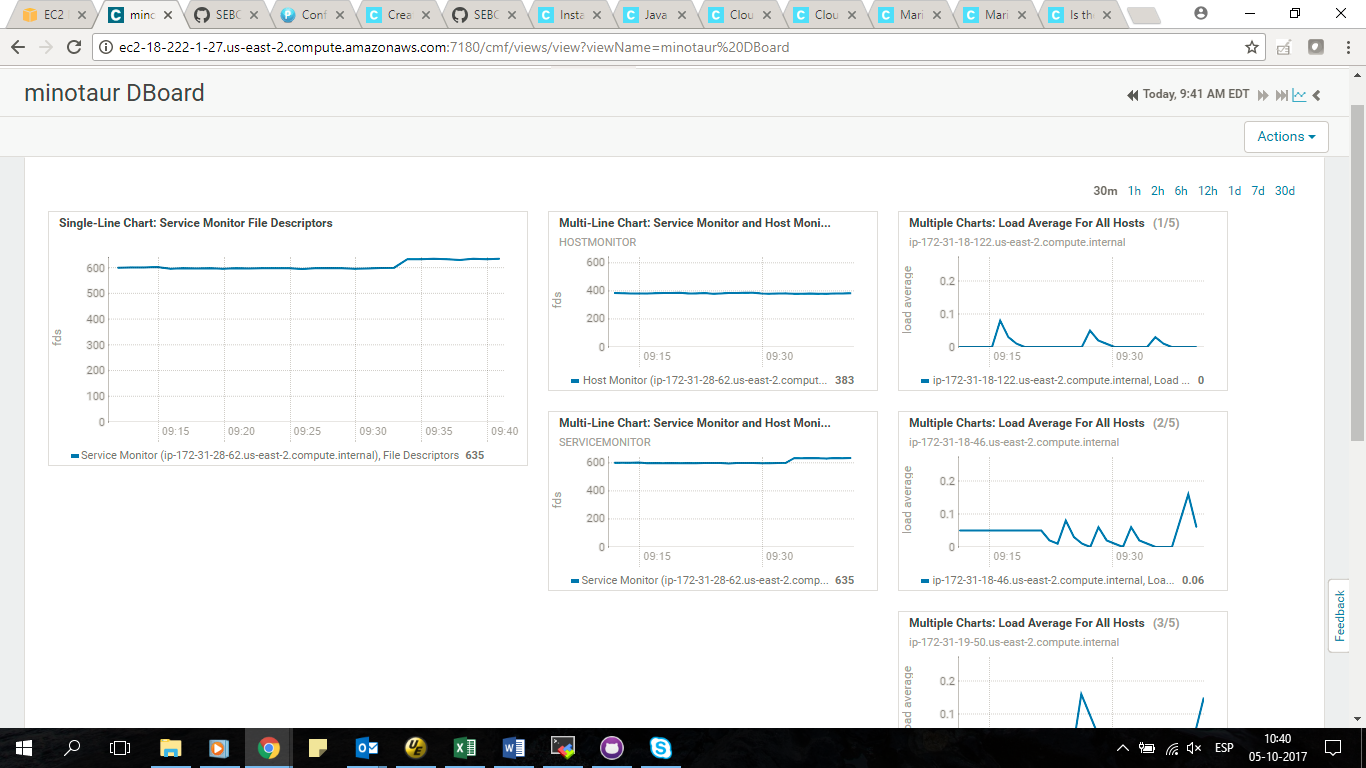 EC2
minc
SEBC
Conf
Crea
SEBC
Insta
Java
Clou
Clou
Mari
Mari
Is the
ec2-18-222-1-27.us-east-2.compute.amazonaws.com:7180/cmf/views/view?viewName=minotaur%20DBoard
minotaur DBoard
Today, 9:41 AM EDT
Actions
30m 1h 2h 6h 12h 1d 7d 30d
Single-Line Chart: Service Monitor File Descriptors
fds
600
500
400
300
200
100
0
09:15 09:20 09:25 09:30 09:35 09:40
Service Monitor (ip-172-31-28-62.us-east-2.compute.internal), File Descriptors 635
Multi-Line Chart: Service Monitor and Host Moni...
HOSTMONITOR
fds
600
400
200
0
09:15 09:30
Host Monitor (ip-172-31-28-62.us-east-2.comput... 383
Multi-Line Chart: Service Monitor and Host Moni...
SERVICEMONITOR
fds
600
400
200
0
09:15 09:30
Service Monitor (ip-172-31-28-62.us-east-2.comp... 635
Multiple Charts: Load Average For All Hosts (1/5)
ip-172-31-18-122.us-east-2.compute.internal
load average
0.2
0.1
0
09:15 09:30
ip-172-31-18-122.us-east-2.compute.internal, Load ... 0
Multiple Charts: Load Average For All Hosts (2/5)
ip-172-31-18-46.us-east-2.compute.internal
load average
0.2
0.1
0
09:15 09:30
ip-172-31-18-46.us-east-2.compute.internal, Loa... 0.06
Multiple Charts: Load Average For All Hosts (3/5)
ip-172-31-19-50.us-east-2.compute.internal
average
0.2
0.1
Feedback
ESP
10:40
05-10-2017